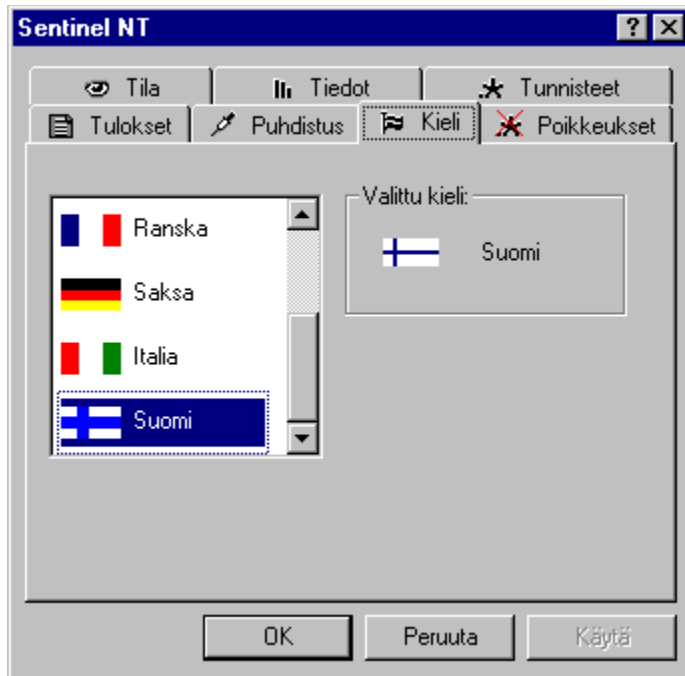 Sentinel NT
Tila Tiedot Tunnisteet
Tulokset Puhdistus Kieli Poikkeukset
Ranska
Saksa
Italia
Suomi
Valittu kieli:
Suomi
OK Peruuta Käytä